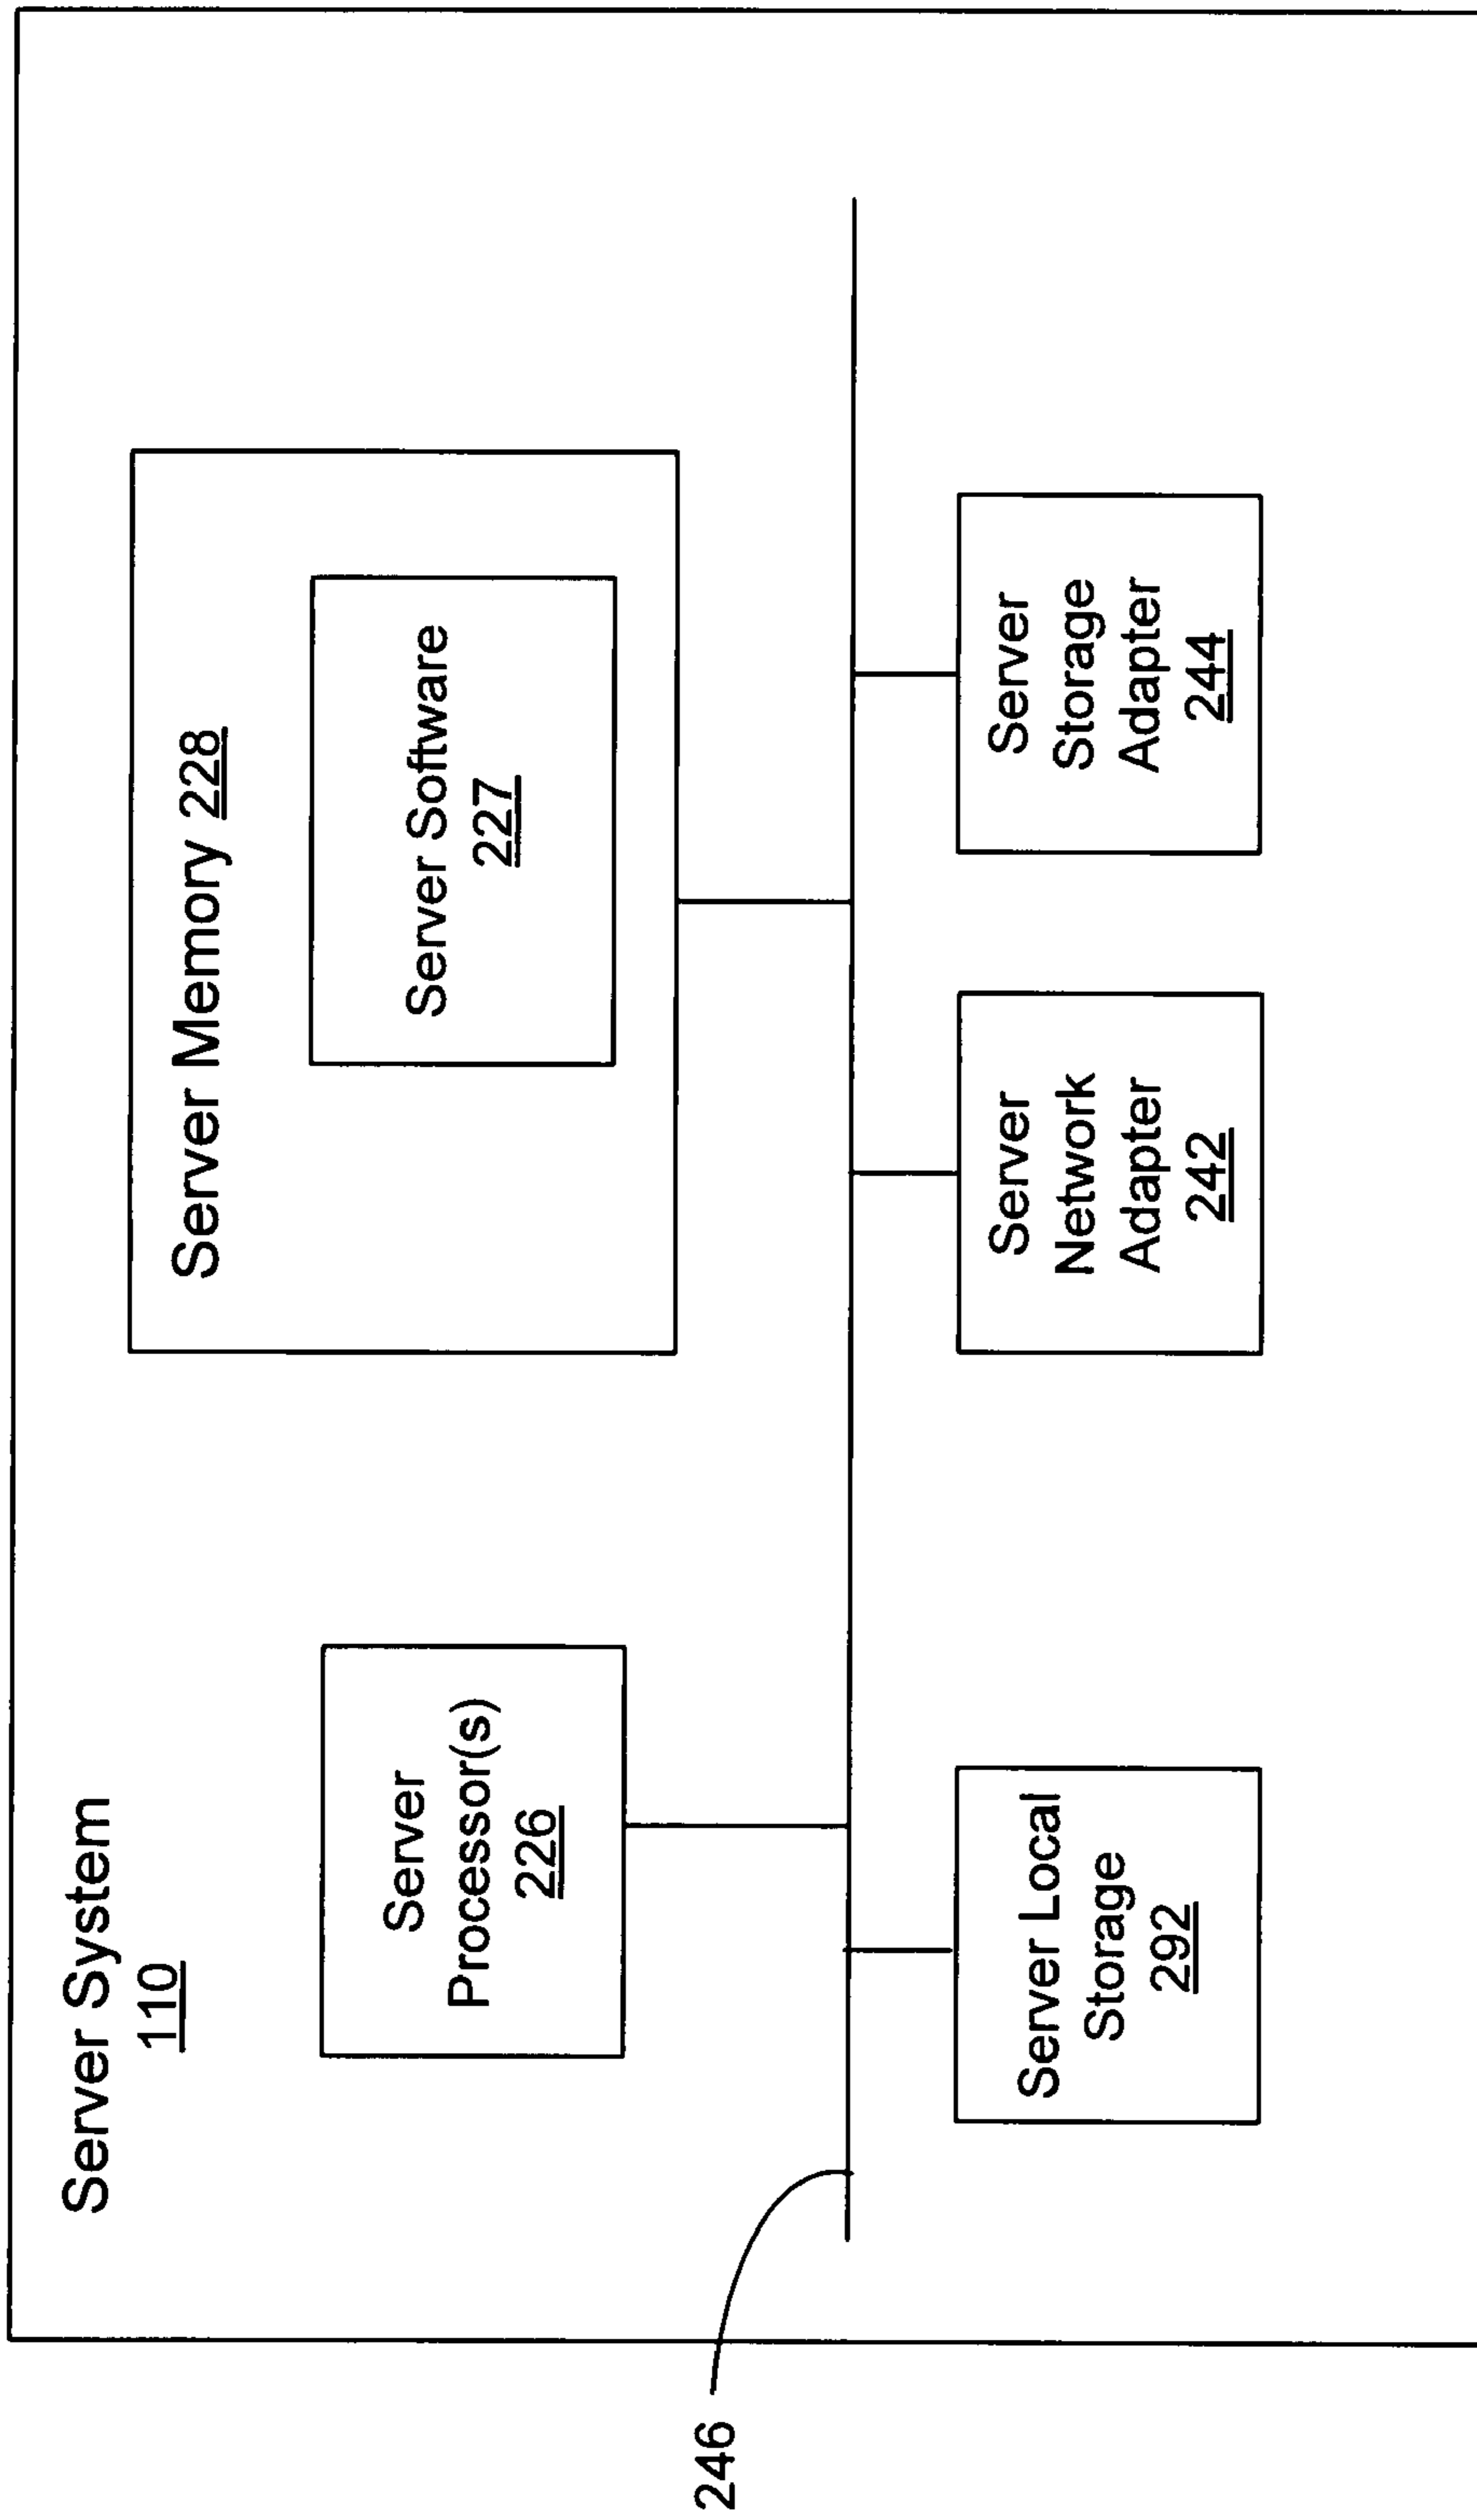 Server System
110
Server Memory 228
Server Software
227
Server
Processor(s)
226
246
Server Local
Storage
292
Server
Network
Adapter
242
Server
Storage
Adapter
244